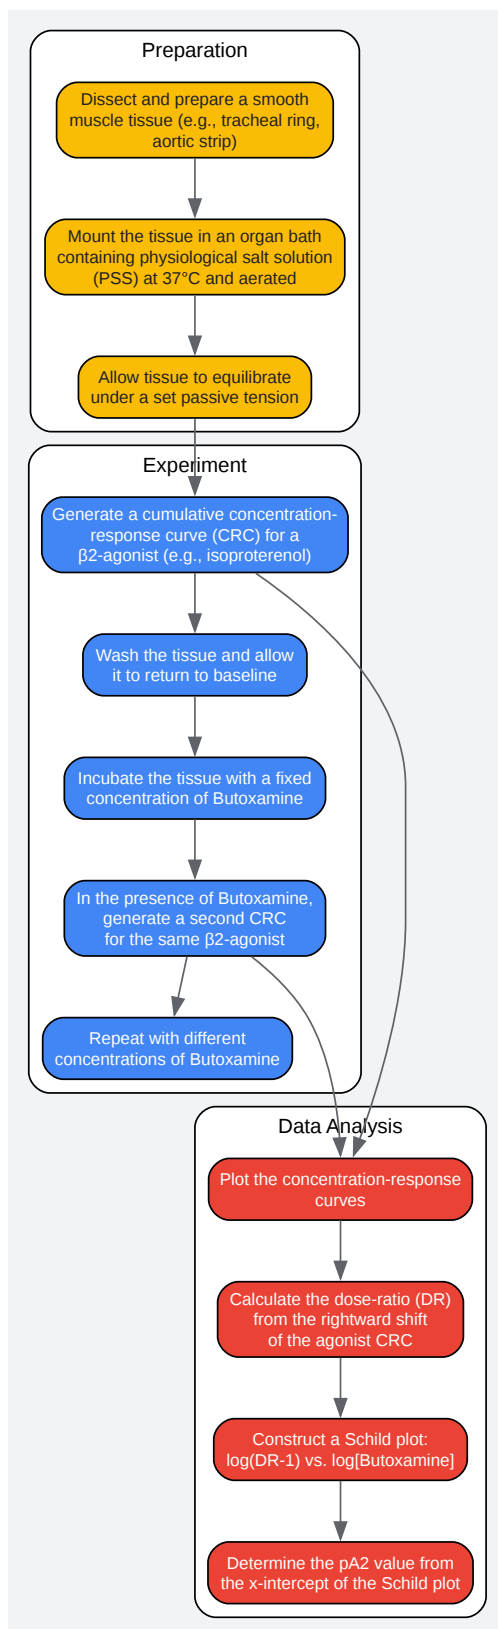 Preparation
Dissect and prepare a smooth
muscle tissue (e.g., tracheal ring,
aortic strip)
Mount the tissue in an organ bath
containing physiological salt solution
(PSS) at 37°C and aerated
Allow tissue to equilibrate
under a set passive tension
Experiment
Generate a cumulative concentration-
response curve (CRC) for a
β2-agonist (e.g., isoproterenol)
Wash the tissue and allow
it to return to baseline
Incubate the tissue with a fixed
concentration of Butoxamine
In the presence of Butoxamine,
generate a second CRC
for the same β2-agonist
Repeat with different
concentrations of Butoxamine
Data Analysis
Plot the concentration-response
curves
Calculate the dose-ratio (DR)
from the rightward shift
of the agonist CRC
Construct a Schild plot:
log(DR-1) vs. log[Butoxamine]
Determine the pA2 value from
the x-intercept of the Schild plot